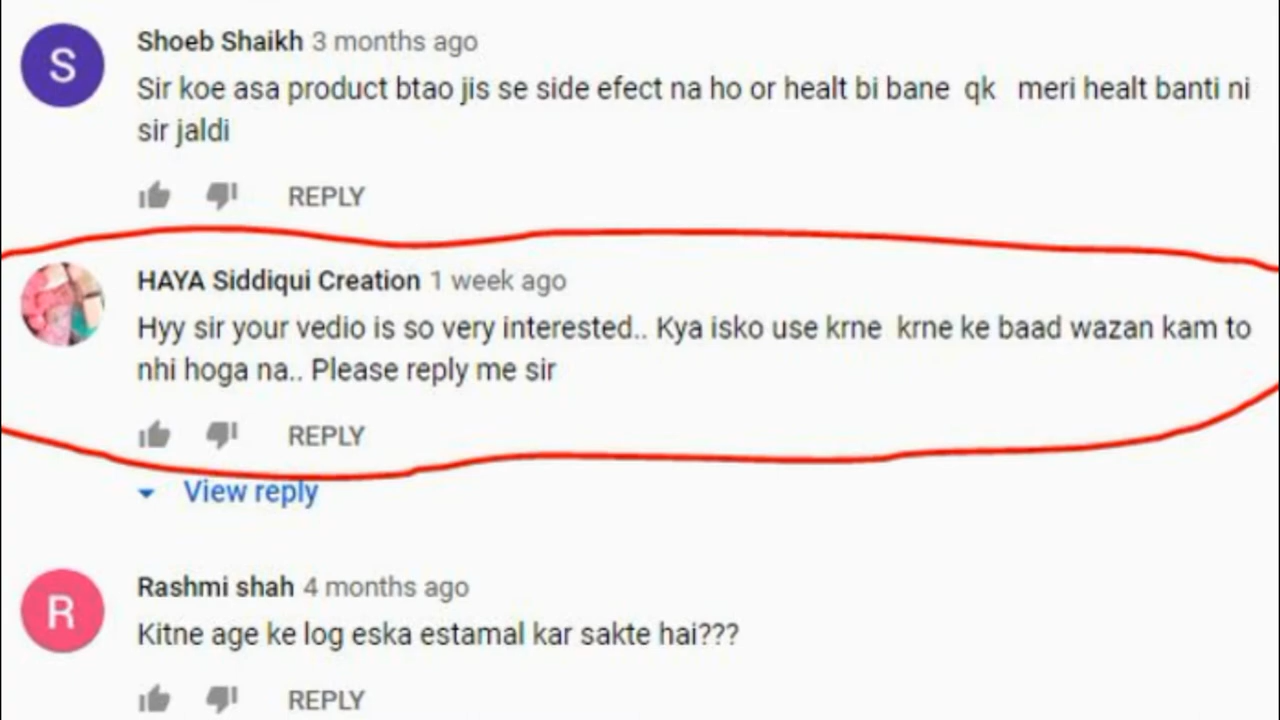 S
Shoeb Shaikh 3 months ago
Sir koe asa product btao jis se side efect na ho or healt bi bane qk meri healt banti ni
sir jaldi
REPLY
HAYA Siddiqui Creation 1 week ago
Hyy sir your vedio is so very interested.. Kya isko use krne krne ke baad wazan kam to
nhi hoga na.. Please reply me sir
REPLY
View reply
R
Rashmi shah 4 months ago
Kitne age ke log eska estamal kar sakte hai???
REPLY